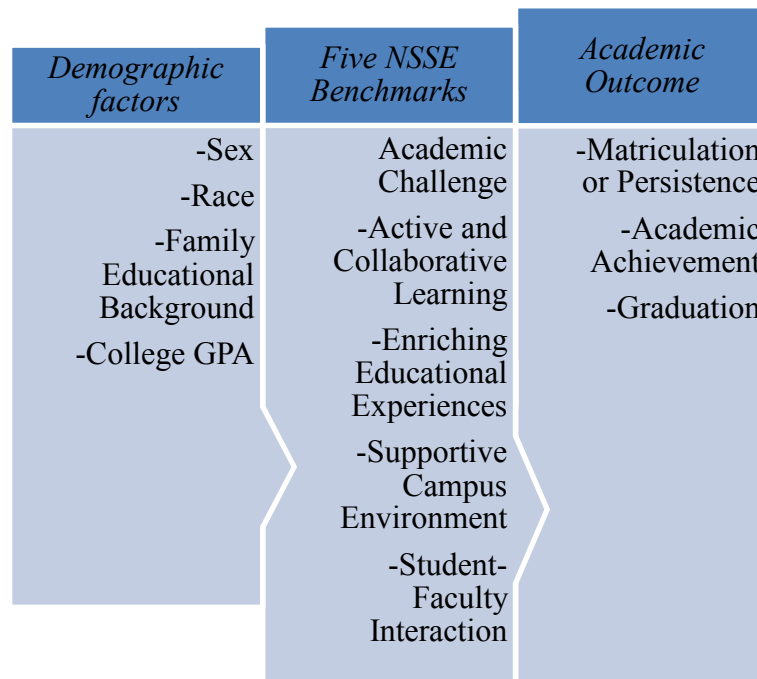 Demographic
factors
-Sex
-Race
-Family
Educational
Background
-College GPA
Five NSSE
Benchmarks
Academic
Challenge
-Active and
Collaborative
Learning
-Enriching
Educational
Experiences
-Supportive
Campus
Environment
-Student-
Faculty
Interaction
Academic
Outcome
-Matriculation
or Persistence
-Academic
Achievement
-Graduation